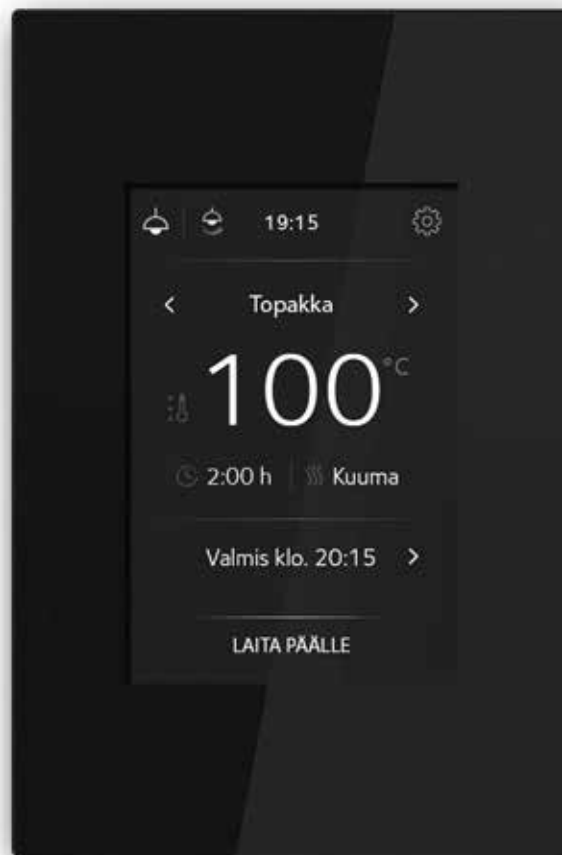 19:15
Topakka
100 °C
2:00 h Kuuma
Valmis klo. 20:15
LAITA PÄÄLLE